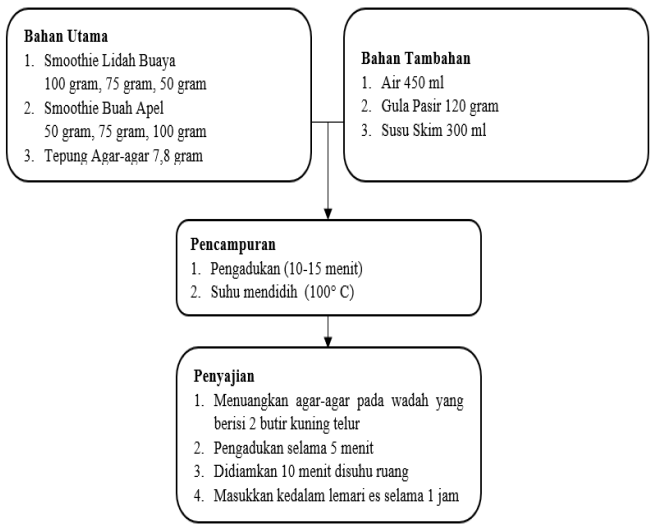 Bahan Utama
1. Smoothie Lidah Buaya
100 gram, 75 gram, 50 gram
2. Smoothie Buah Apel
50 gram, 75 gram, 100 gram
3. Tepung Agar-agar 7,8 gram
Bahan Tambahan
1. Air 450 ml
2. Gula Pasir 120 gram
3. Susu Skim 300 ml
Pencampuran
1. Pengadukan (10-15 menit)
2. Suhu mendidih (100° C)
Penyajian
1. Menuangkan agar-agar pada wadah yang
berisi 2 butir kuning telur
2. Pengadukan selama 5 menit
3. Didiamkan 10 menit disuhu ruang
4. Masukkan kedalam lemari es selama 1 jam